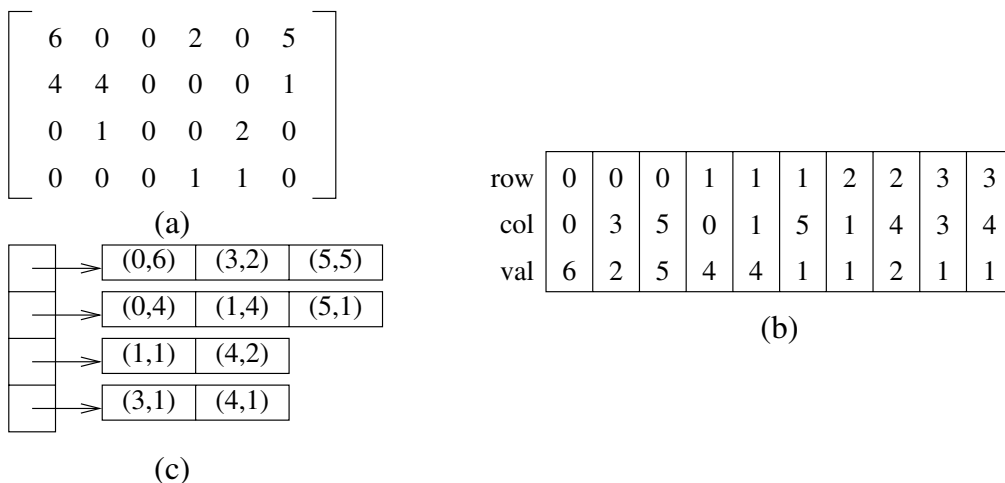 6 0 0 2 0 5
4 4 0 0 0 1
0 1 0 0 2 0
0 0 0 1 1 0
(a)
(0,6) (3,2) (5,5)
(0,4) (1,4) (5,1)
(1,1) (4,2)
(3,1) (4,1)
(c)
row 0 0 0 1 1 1 2 2 3 3
col 0 3 5 0 1 5 1 4 3 4
val 6 2 5 4 4 1 1 2 1 1
(b)